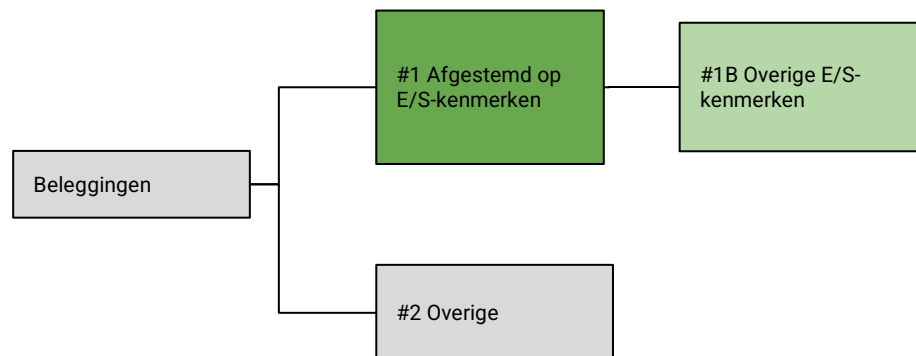 #1 Afgestemd op
E/S-kenmerken
#1B Overige E/S-
kenmerken
Beleggingen
#2 Overige